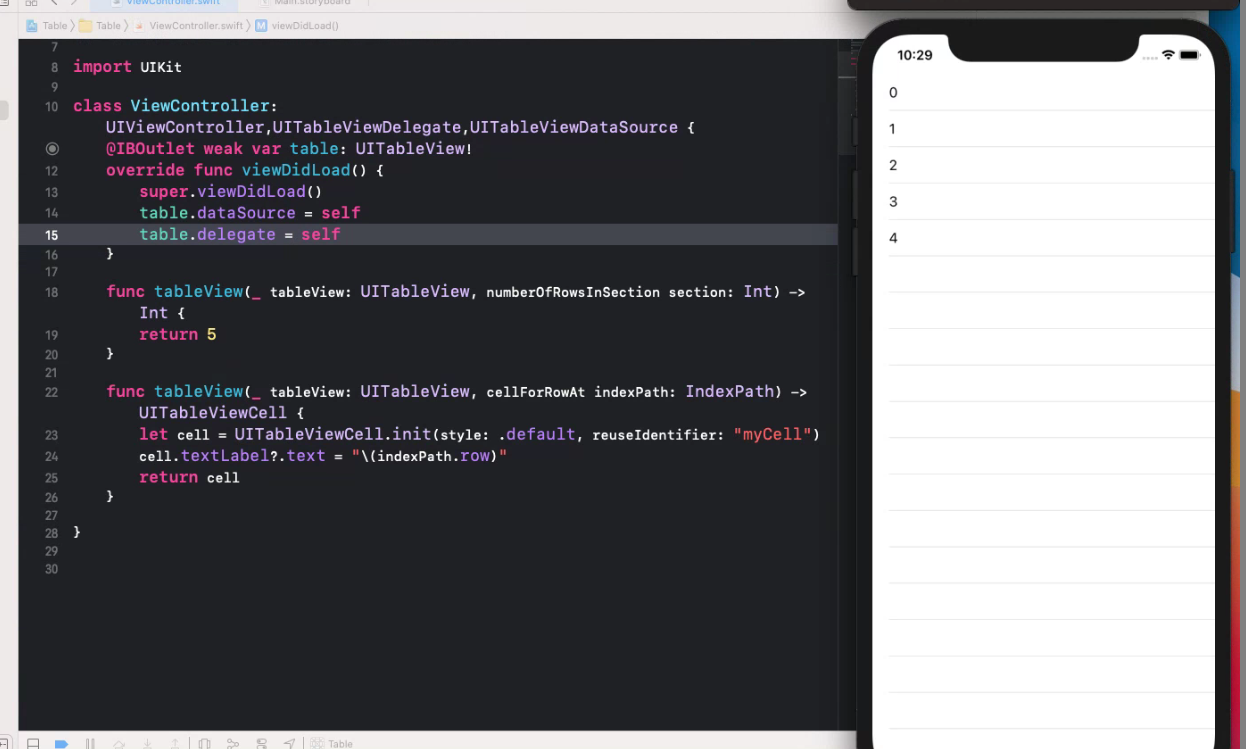 ViewController.swift Main.storyboard
Table Table ViewController.swift M viewDidLoad()
7
8 import UIKit
9
10 class ViewController:
UIViewController,UITableViewDelegate,UITableViewDataSource {
@IBOutlet weak var table: UITableView!
12 override func viewDidLoad() {
13 super.viewDidLoad()
14 table.dataSource = self
15 table.delegate = self
16 }
17
18 func tableView(_ tableView: UITableView, numberOfRowsInSection section: Int) ->
Int {
19 return 5
20 }
21
22 func tableView(_ tableView: UITableView, cellForRowAt indexPath: IndexPath) ->
UITableViewCell {
23 let cell = UITableViewCell.init(style: .default, reuseIdentifier: "myCell")
24 cell.textLabel?.text = "\(indexPath.row)"
25 return cell
26 }
27
28 }
29
30
Table
10:29
0
1
2
3
4